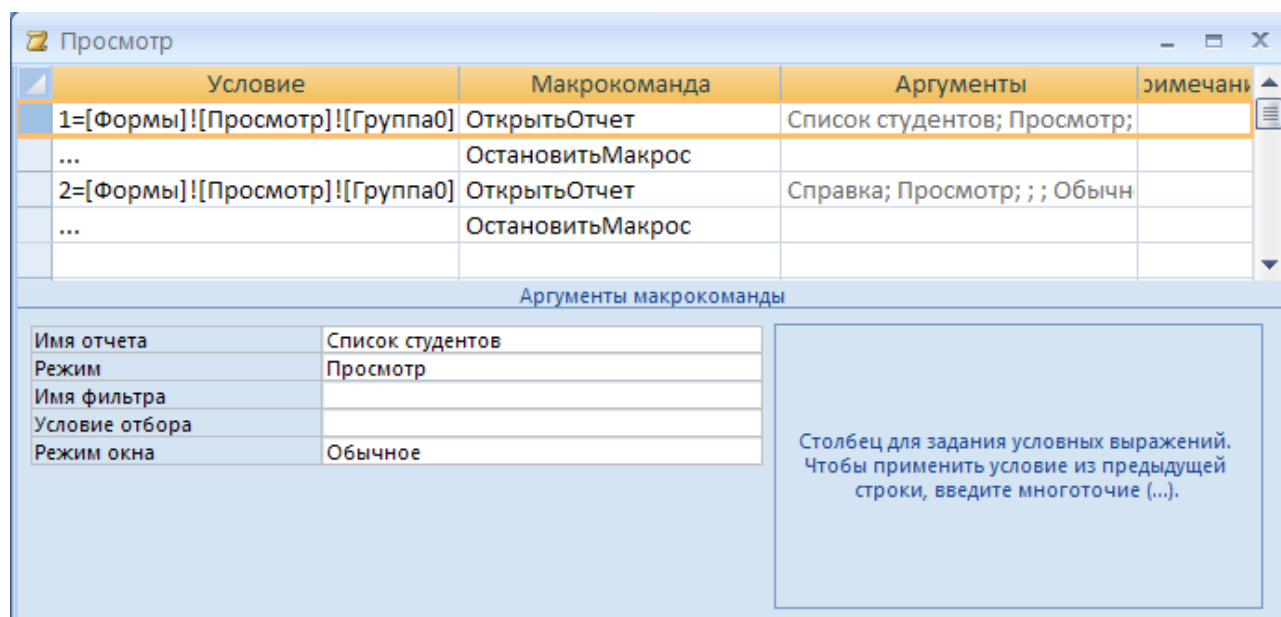 Просмотр
Условие Макрокоманда Аргументы римечани
1=[Формы]![Просмотр]![Группа0] ОткрытьОтчет Список студентов; Просмотр;
... ОстановитьМакрос
2=[Формы]![Просмотр]![Группа0] ОткрытьОтчет Справка; Просмотр; ; ; Обычн
... ОстановитьМакрос
Аргументы макрокоманды
Имя отчета Список студентов
Режим Просмотр
Имя фильтра
Условие отбора
Режим окна Обычное
Столбец для задания условных выражений.
Чтобы применить условие из предыдущей
строки, введите многоточие (...).